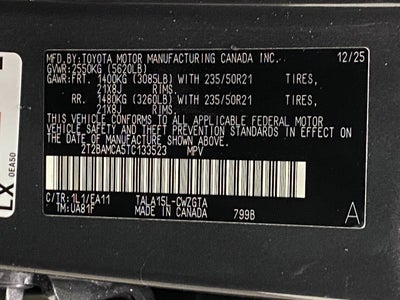 MFD.BY:TOYOTA MOTOR MANUFACTURING CANADA INC. 12/25
GVWR:2550KG (5620LB)
GAWR:FRT. 1400KG (3085LB) WITH 235/50R21 TIRES,
21X8J RIMS.
RR. 1480KG (3260LB) WITH 235/50R21 TIRES,
21X8J RIMS.
THIS VEHICLE CONFORMS TO ALL APPLICABLE FEDERAL MOTOR
VEHICLE SAFETY AND THEFT PREVENTION STANDARDS IN EFFECT ON
THE DATE OF MANUFACTURE SHOWN ABOVE.
2T2BAMCA5TC133523 MPV
C/TR:1L1/EA11 TALA15L-CWZGTA
TM:UA81F MADE IN CANADA 799B
A
LX
0EA50